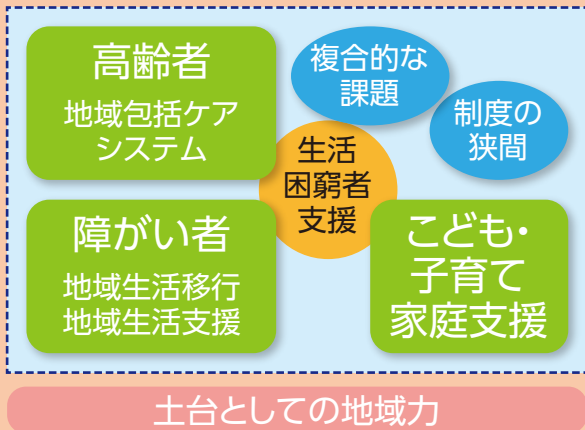 高齢者
地域包括ケア
システム
複合的な
課題
制度の
狭間
生活
困窮者
支援
障がい者
地域生活移行
地域生活支援
こども・
子育て
家庭支援
土台としての地域力